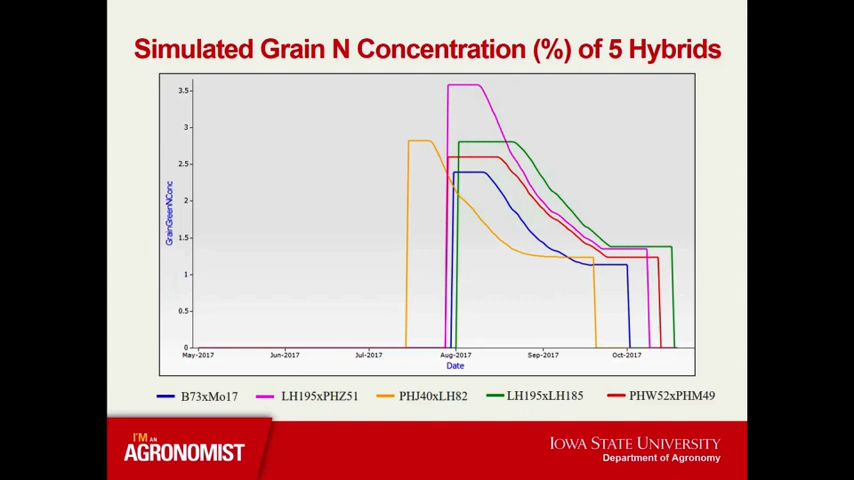 Simulated Grain N Concentration (%) of 5 Hybrids
3.5
3
2.5
2
1.5
1
0.5
0
GrainGreenNConc
May-2017 Jun-2017 Jul-2017 Aug-2017 Sep-2017 Oct-2017
Date
B73xMo17 LH195xPHZ51 PHJ40xLH82 LH195xLH185 PHW52xPHM49
I'M AN
AGRONOMIST
IOWA STATE UNIVERSITY
Department of Agronomy